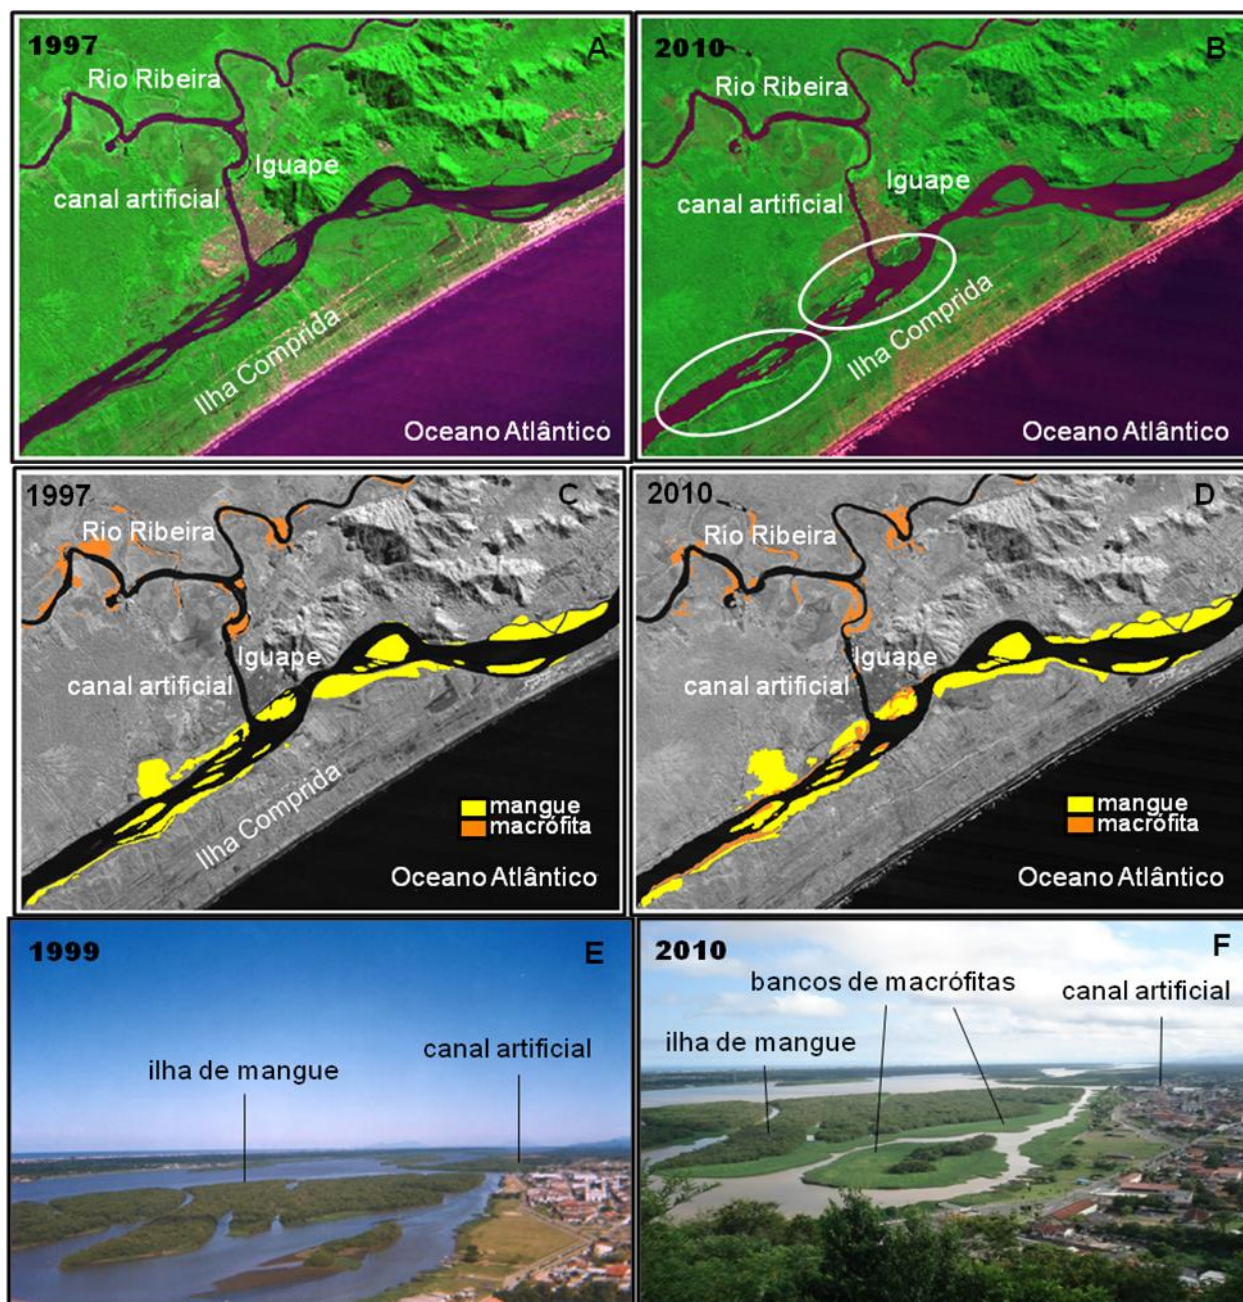 1997
A
Rio Ribeira
Iguape
canal artificial
Ilha Comprida
Oceano Atlântico
2010
B
Rio Ribeira
Iguape
canal artificial
Ilha Comprida
Oceano Atlântico
1997
C
Rio Ribeira
Iguape
canal artificial
mangue
macrófita
Ilha Comprida
Oceano Atlântico
2010
D
Rio Ribeira
Iguape
canal artificial
mangue
macrófita
Oceano Atlântico
1999
E
canal artificial
ilha de mangue
2010
F
bancos de macrófitas
canal artificial
ilha de mangue